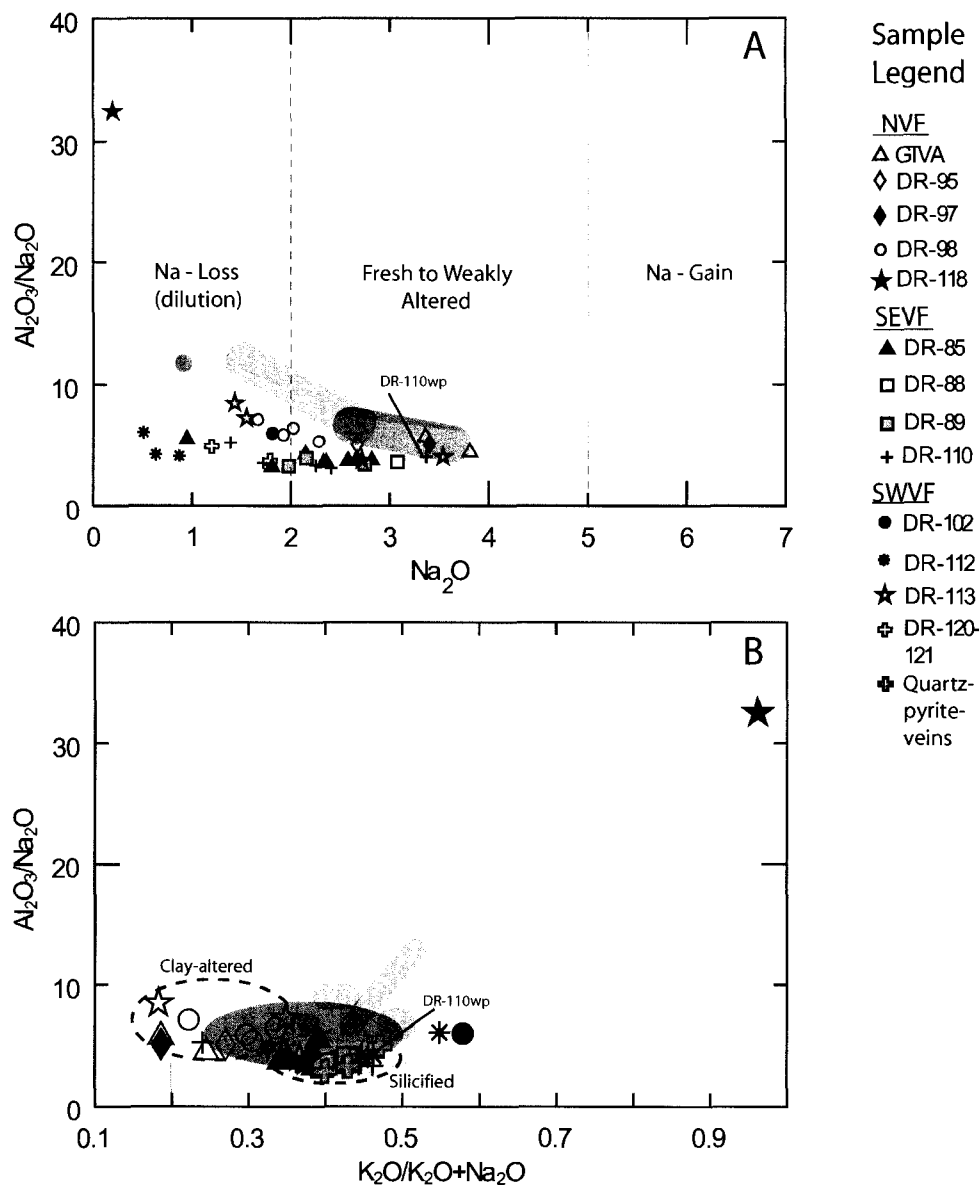 A
40
30
20
10
0
Al₂O₃/Na₂O
Na - Loss
(dilution)
Fresh to Weakly
Altered
Na - Gain
DR-110wp
0 1 2 3 4 5 6 7
Na₂O
B
40
30
20
10
0
Al₂O₃/Na₂O
Clay-altered
DR-110wp
Silicified
0.1 0.3 0.5 0.7 0.9
K₂O/K₂O+Na₂O
Sample
Legend
NVF
GTVA
DR-95
DR-97
DR-98
DR-118
SEVF
DR-85
DR-88
DR-89
DR-110
SWVF
DR-102
DR-112
DR-113
DR-120-
121
Quartz-
pyrite-
veins